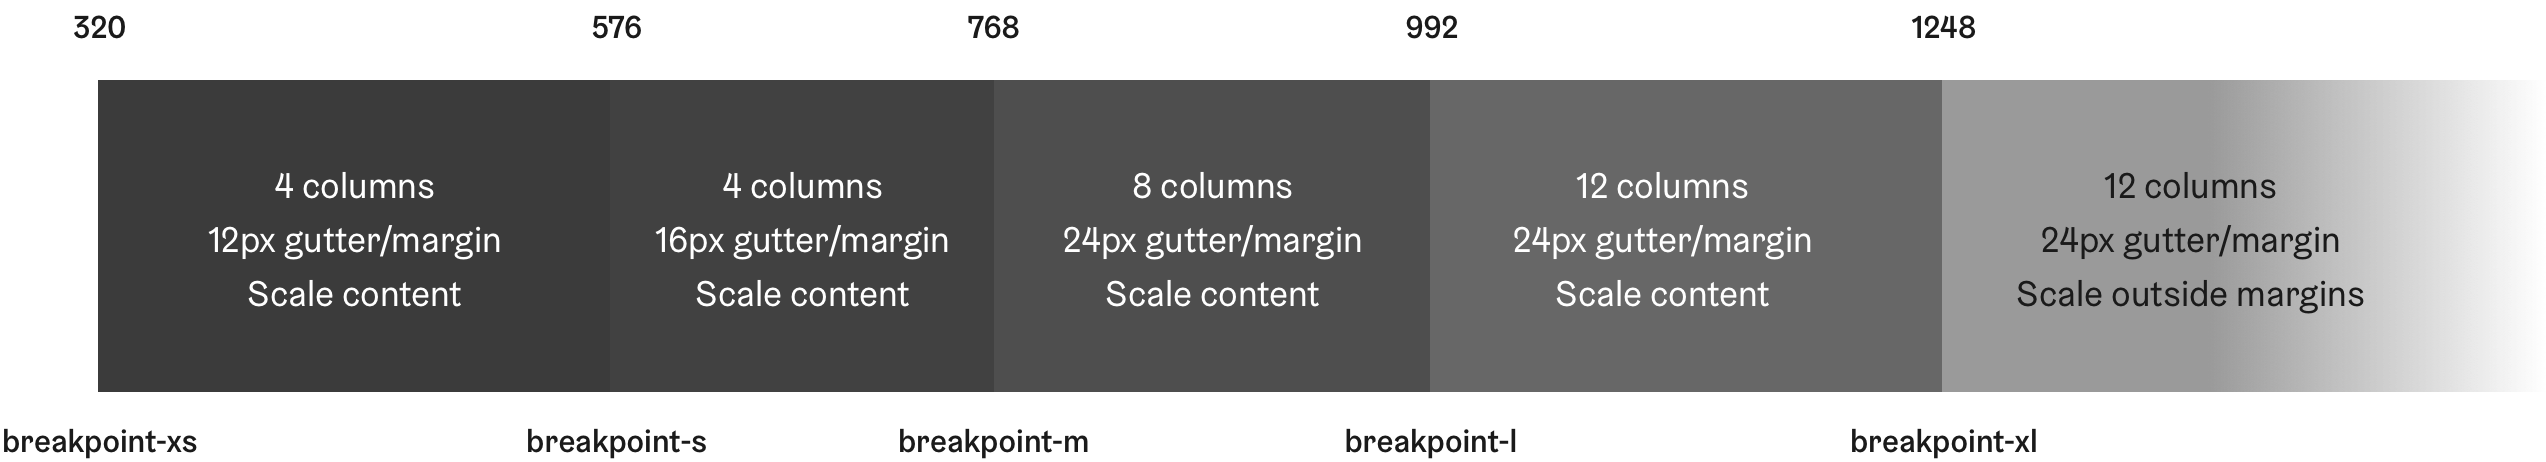 320
576
768
992
1248
4 columns
12px gutter/margin
Scale content
4 columns
16px gutter/margin
Scale content
8 columns
24px gutter/margin
Scale content
12 columns
24px gutter/margin
Scale content
12 columns
24px gutter/margin
Scale outside margins
breakpoint-xs
breakpoint-s
breakpoint-m
breakpoint-l
breakpoint-xl